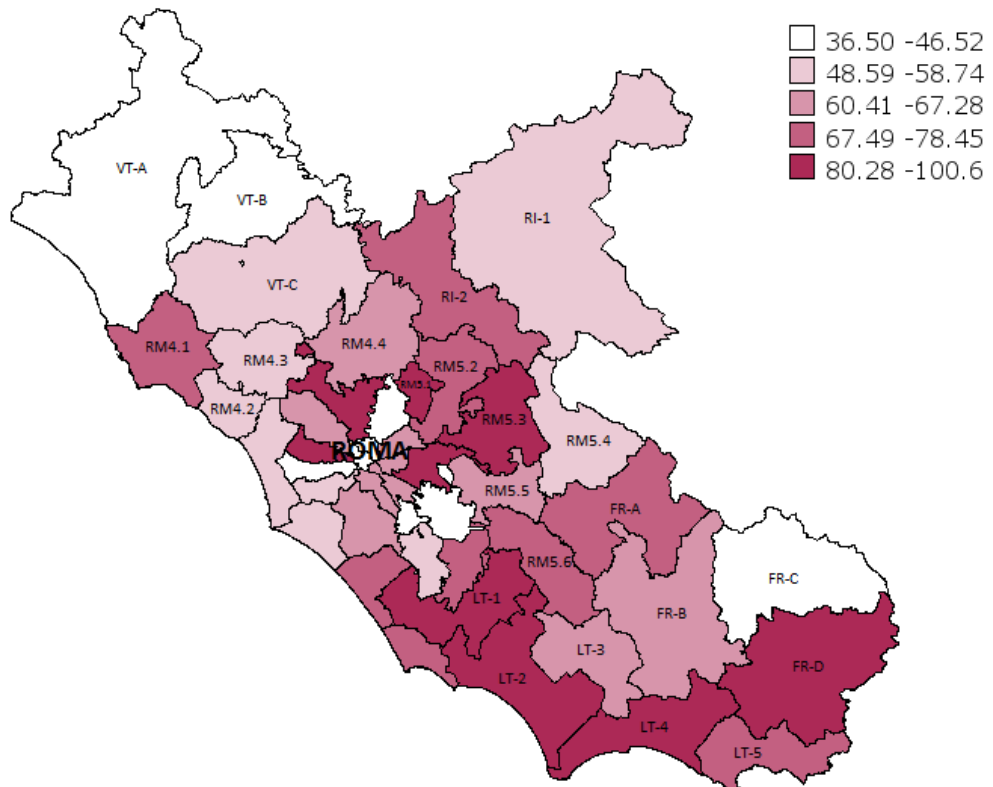 36.50 -46.52
48.59 -58.74
60.41 -67.28
67.49 -78.45
80.28 -100.6
VT-A
VT-B
RI-1
VT-C
RI-2
RM4.1
RM4.4
RM4.3
RM5.2
RM5.1
RM4.2
RM5.3
RM5.4
ROMA
RM5.5
FR-A
RM5.6
FR-C
LT-1
FR-B
LT-3
FR-D
LT-2
LT-4
LT-5